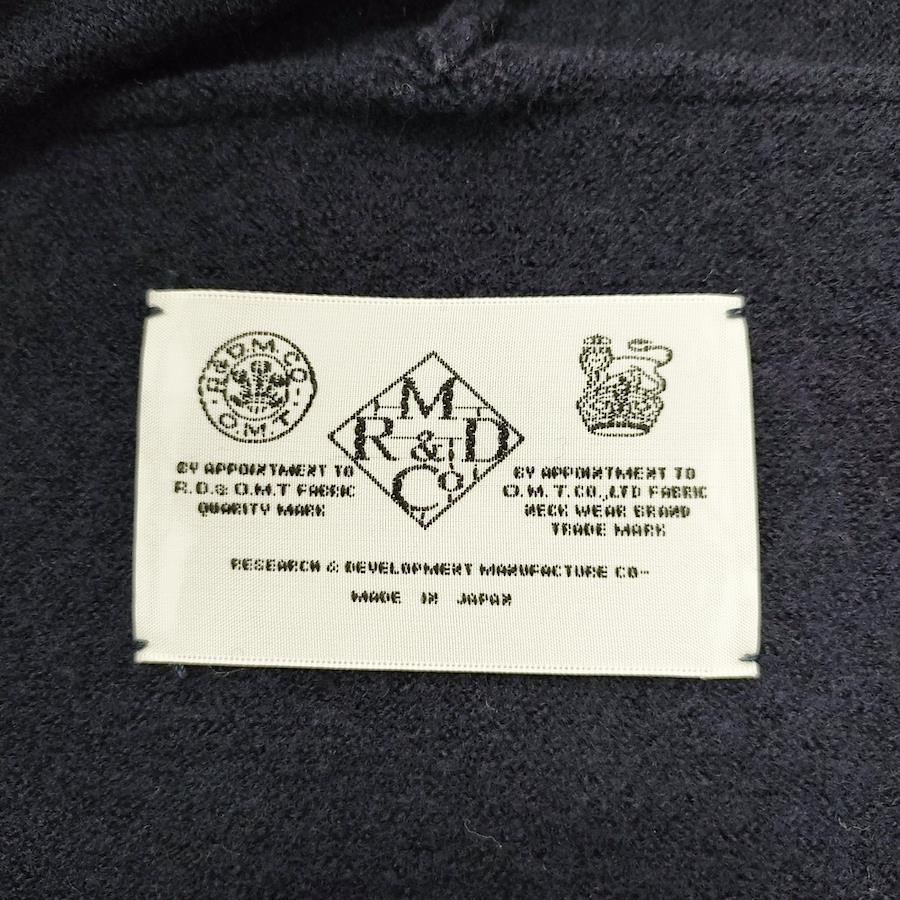 R.&D.M.CO-
O.M.T.
M
R & D
Co
BY APPOINTMENT TO
R.D.& O.M.T FABRIC
QUARITY MARK
BY APPOINTMENT TO
O.M.T.CO.,LTD FABRIC
NECK WEAR BRAND
TRADE MARK
RESEARCH & DEVELOPMENT MANUFACTURE CO-
MADE IN JAPAN